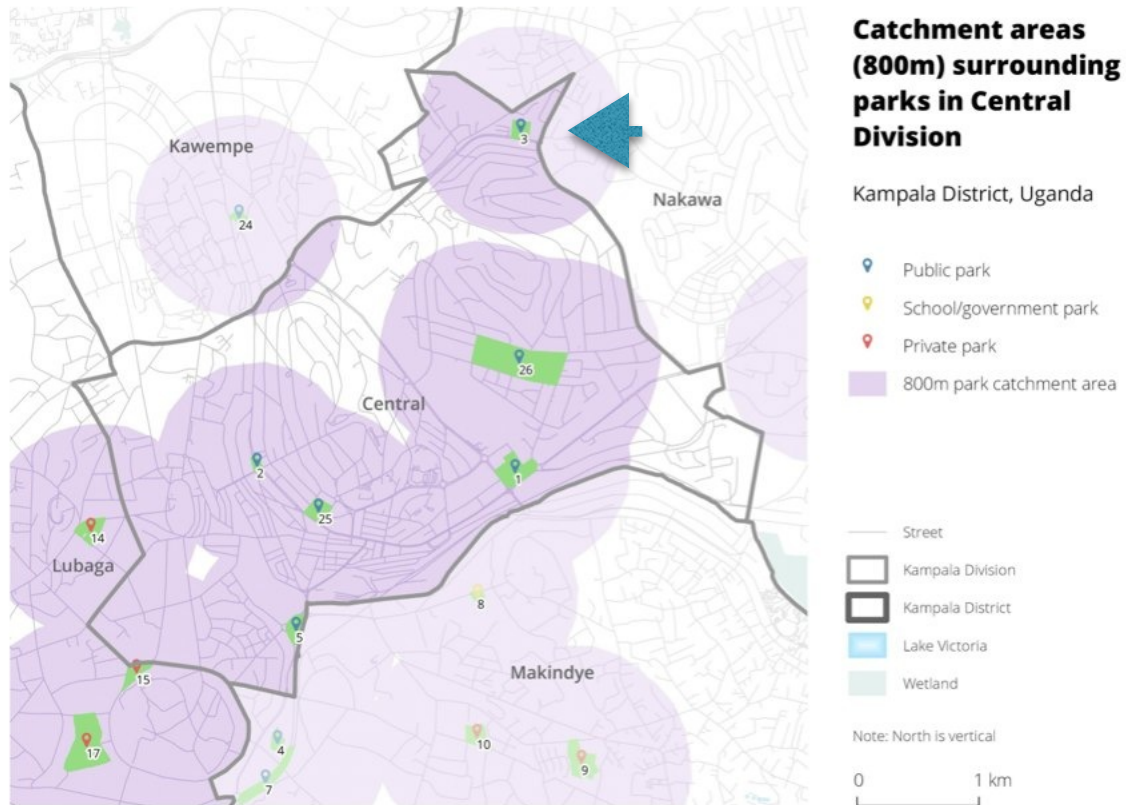 Catchment areas
(800m) surrounding
parks in Central
Division
Kampala District, Uganda
Public park
School/government park
Private park
800m park catchment area
Street
Kampala Division
Kampala District
Lake Victoria
Wetland
Note: North is vertical
0 1 km
Kawempe
Nakawa
Central
Lubaga
Makindye
3
24
26
2
1
25
14
8
5
15
17
4
10
9
7